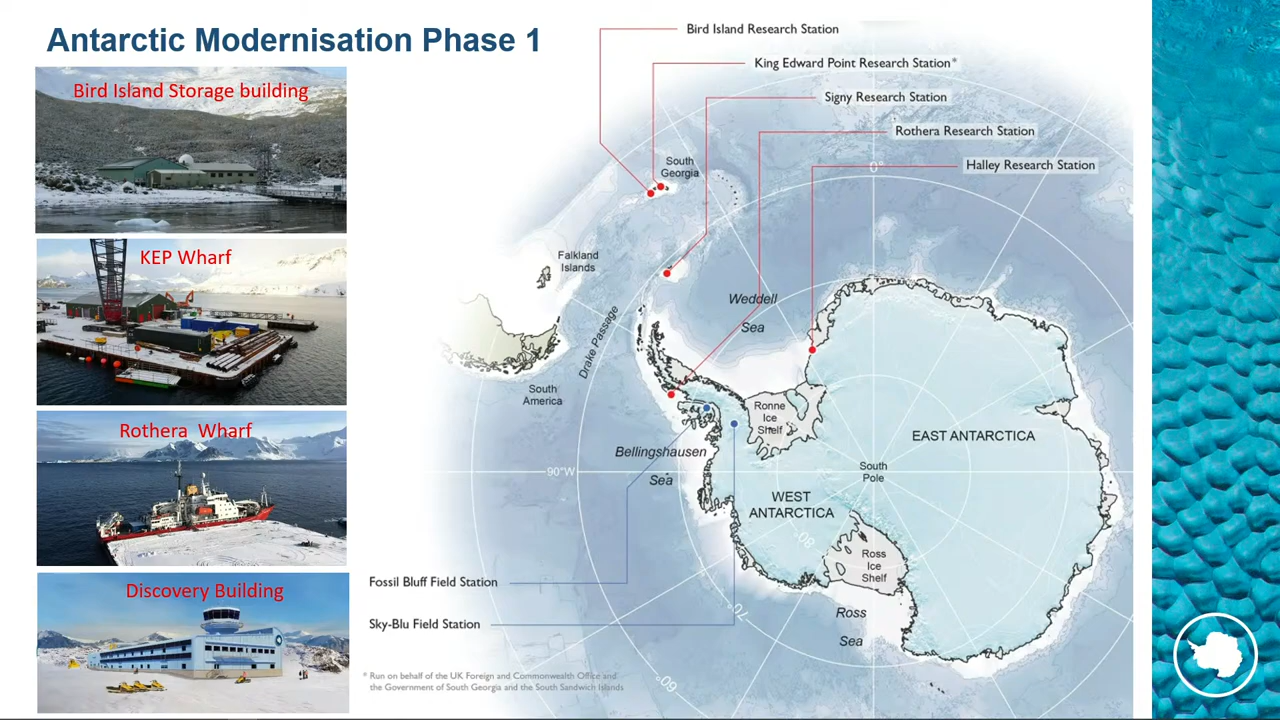 Antarctic Modernisation Phase 1
Bird Island Storage building
KEP Wharf
Rothera Wharf
Discovery Building
Bird Island Research Station
King Edward Point Research Station*
Signy Research Station
Rothera Research Station
Halley Research Station
0°
South
Georgia
Falkland
Islands
Weddell
Sea
Drake Passage
South
America
Ronne
Ice
Shelf
EAST ANTARCTICA
Bellingshausen
Sea
90°W
South
Pole
WEST
ANTARCTICA
80
Ross
Ice
Shelf
Fossil Bluff Field Station
70
Ross
Sea
Sky-Blu Field Station
60
* Run on behalf of the UK Foreign and Commonwealth Office and
the Government of South Georgia and the South Sandwich Islands